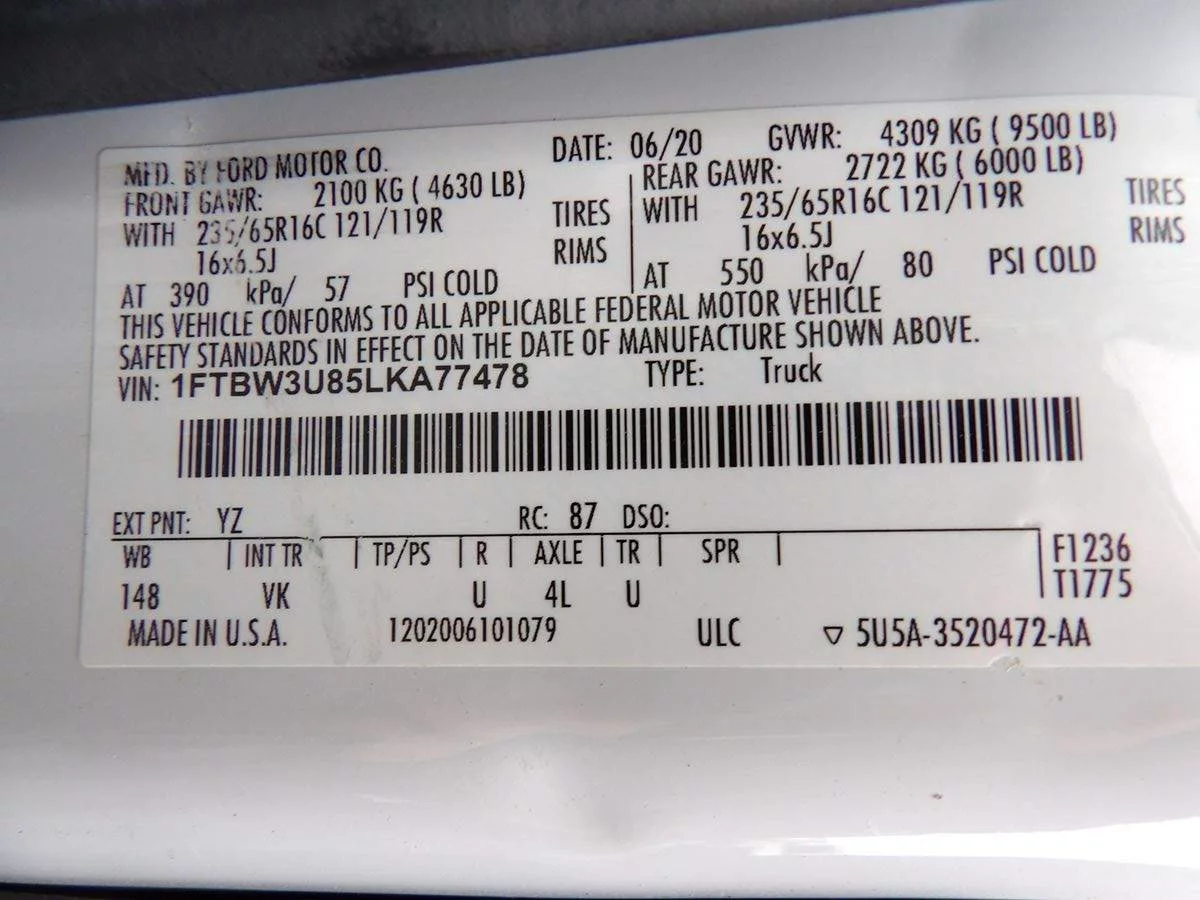 MFD. BY FORD MOTOR CO. DATE: 06/20 GVWR: 4309 KG ( 9500 LB)
FRONT GAWR: 2100 KG ( 4630 LB) REAR GAWR: 2722 KG ( 6000 LB)
WITH 235/65R16C 121/119R TIRES WITH 235/65R16C 121/119R TIRES
16x6.5J RIMS 16x6.5J RIMS
AT 390 kPa/ 57 PSI COLD AT 550 kPa/ 80 PSI COLD
THIS VEHICLE CONFORMS TO ALL APPLICABLE FEDERAL MOTOR VEHICLE
SAFETY STANDARDS IN EFFECT ON THE DATE OF MANUFACTURE SHOWN ABOVE.
VIN: 1FTBW3U85LKA77478 TYPE: Truck
EXT PNT: YZ RC: 87 DSO:
WB INT TR TP/PS R AXLE TR SPR F1236
148 VK U 4L U T1775
MADE IN U.S.A. 1202006101079 ULC ▽ 5U5A-3520472-AA